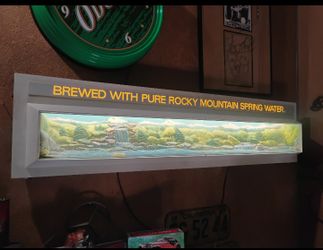 BREWED WITH PURE ROCKY MOUNTAIN SPRING WATER.